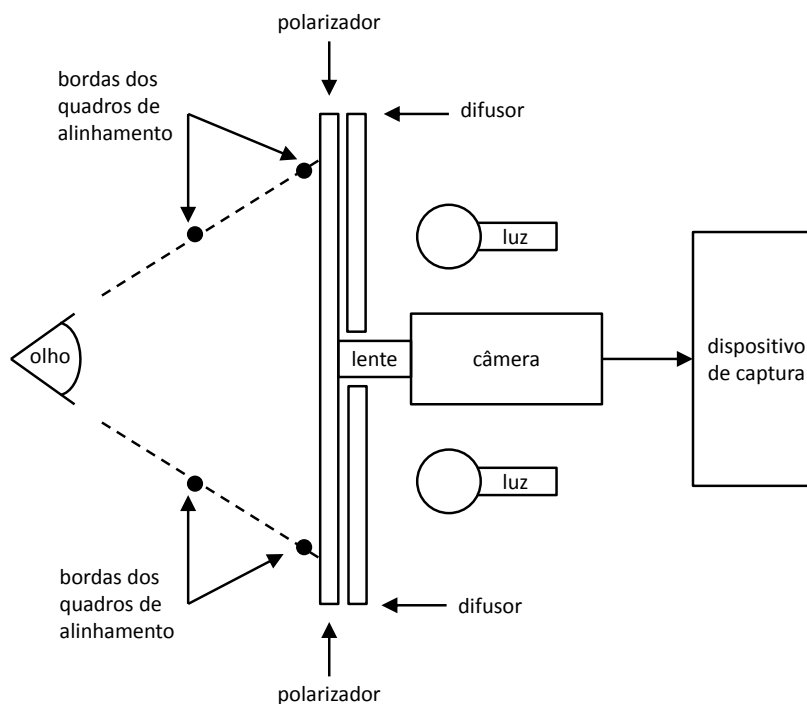 polarizador
bordas dos
quadros de
alinhamento
difusor
luz
olho
lente
câmera
dispositivo
de captura
luz
bordas dos
quadros de
alinhamento
difusor
polarizador